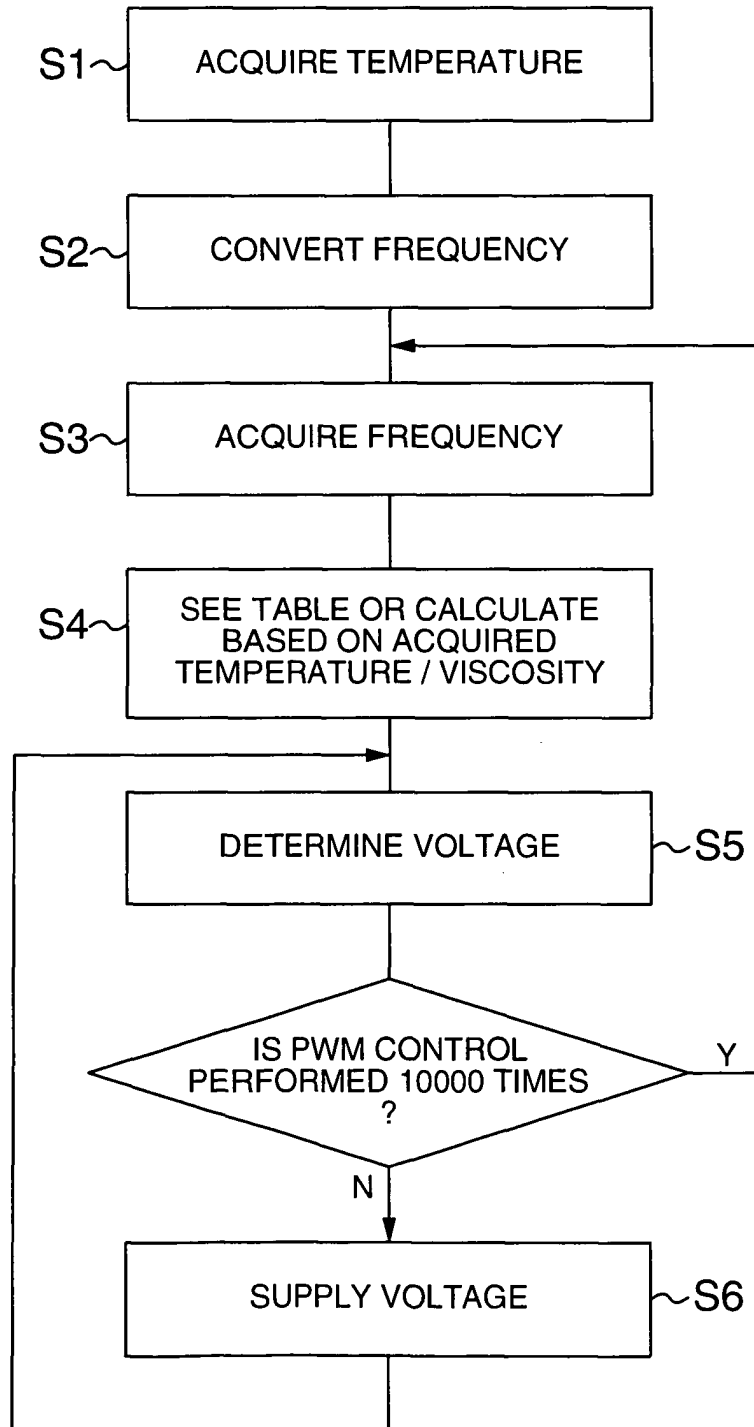 S1
ACQUIRE TEMPERATURE
S2
CONVERT FREQUENCY
S3
ACQUIRE FREQUENCY
S4
SEE TABLE OR CALCULATE
BASED ON ACQUIRED
TEMPERATURE / VISCOSITY
DETERMINE VOLTAGE
S5
IS PWM CONTROL
PERFORMED 10000 TIMES
?
Y
N
SUPPLY VOLTAGE
S6